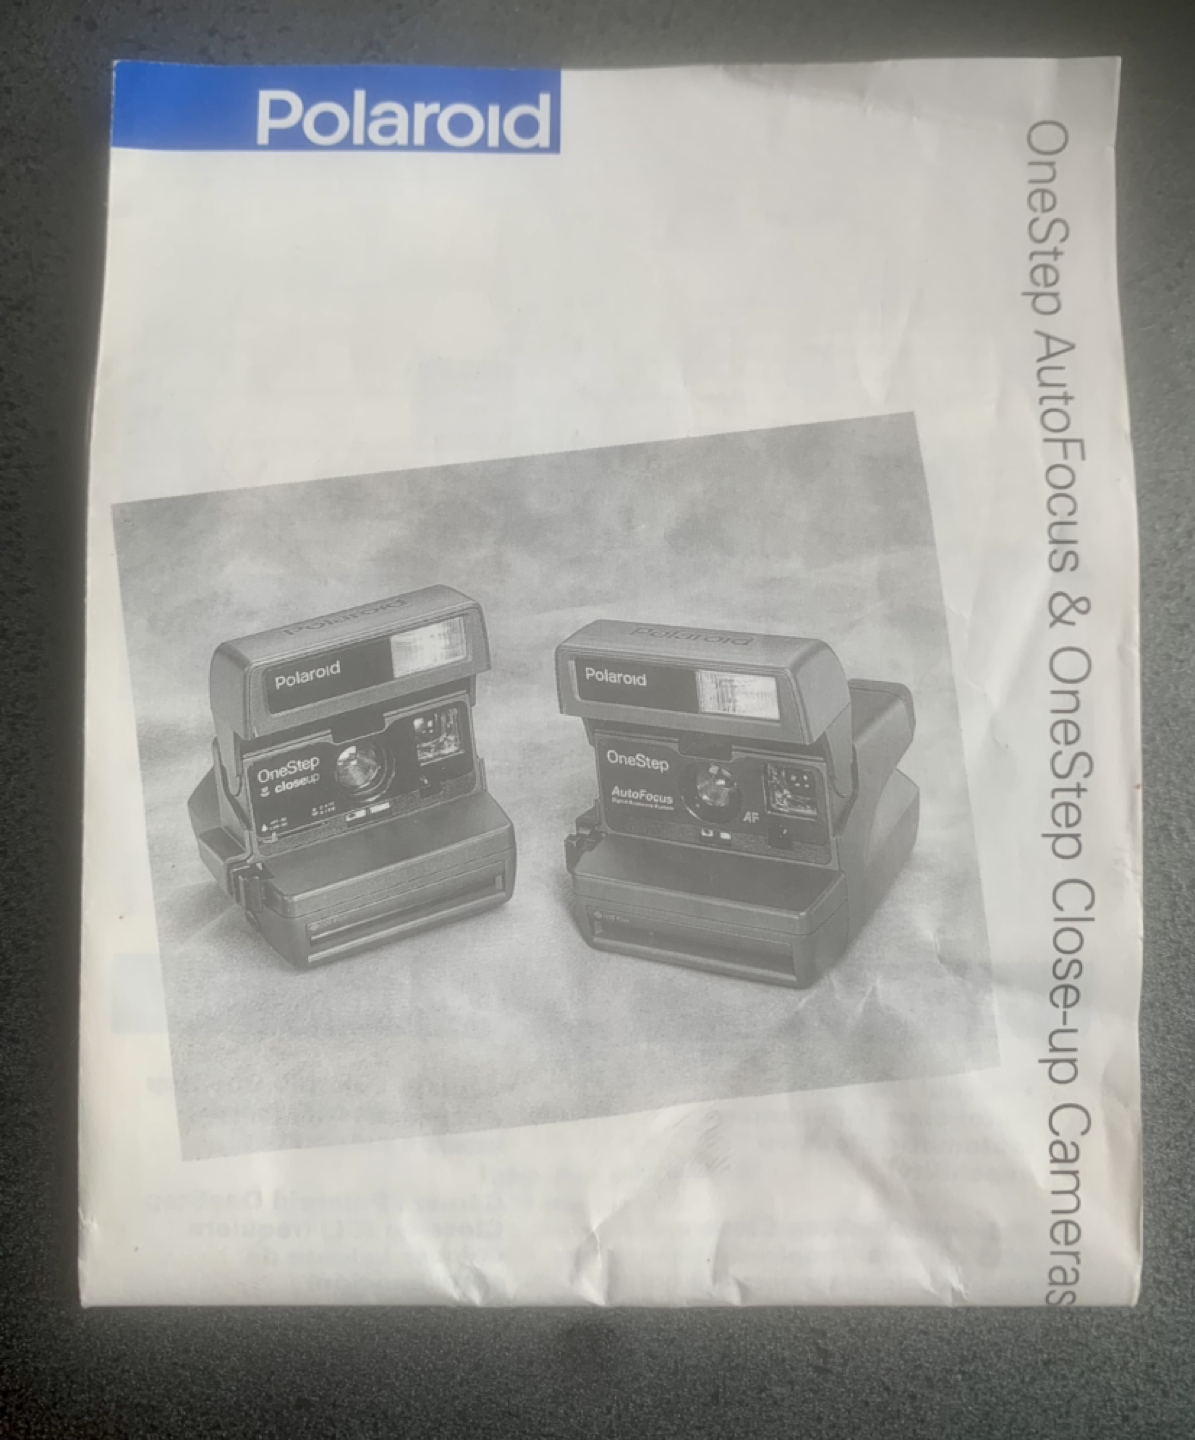 Polaroid
OneStep AutoFocus & OneStep Close-up Cameras
Polaroid
Polaroid
OneStep
closeup
Polaroid
Polaroid
OneStep
AutoFocus
AF